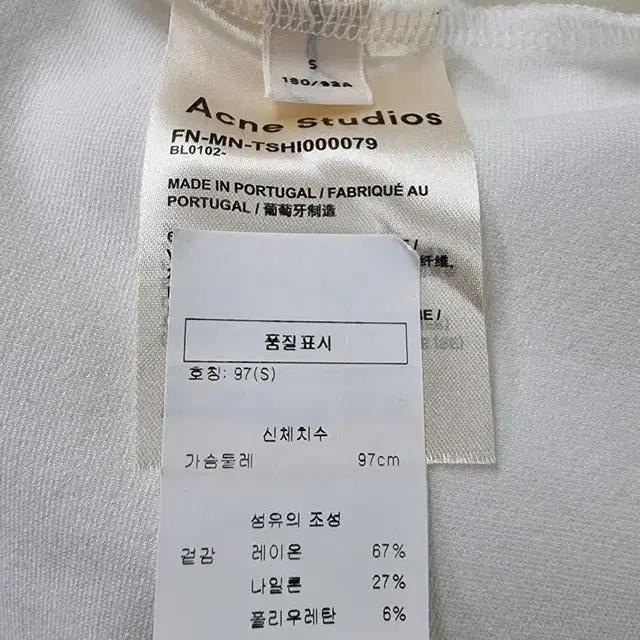 S
180/92A
Acne Studios
FN-MN-TSHI000079
BL0102-
MADE IN PORTUGAL / FABRIQUÉ AU
PORTUGAL / 葡萄牙制造
纤维,
품질표시
호칭: 97(S)
신체치수
가슴둘레 97cm
섬유의 조성
겉감 레이온 67%
나일론 27%
폴리우레탄 6%